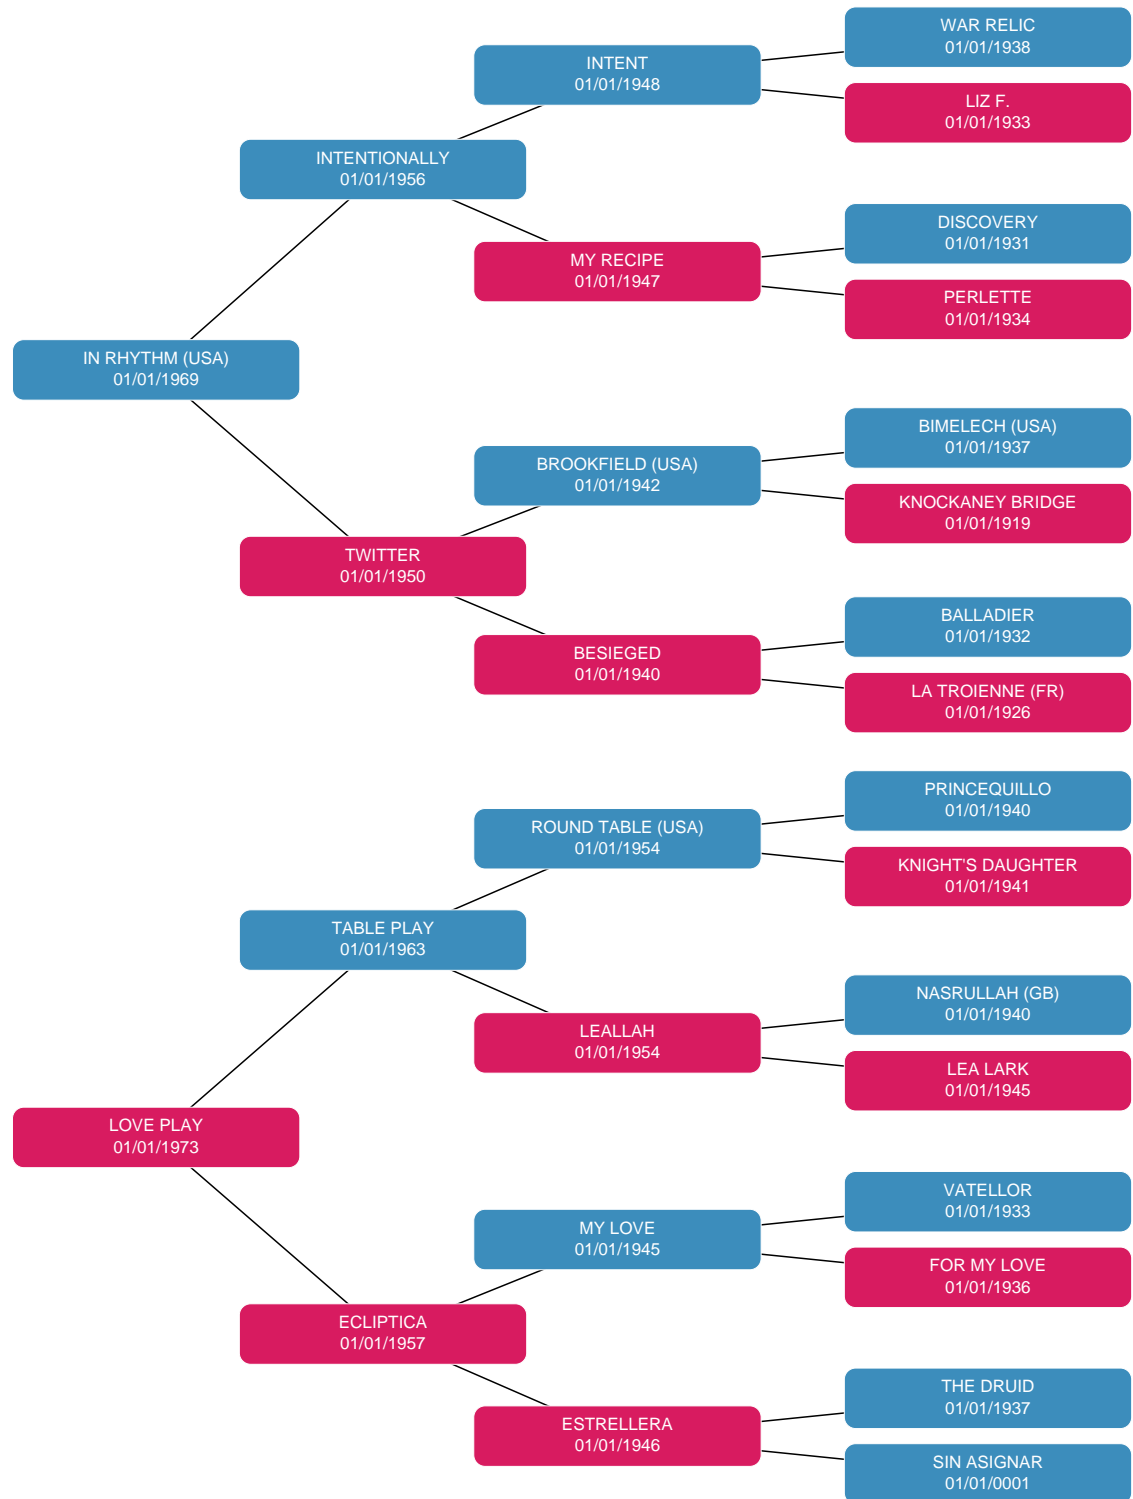 WAR RELIC
01/01/1938
INTENT
01/01/1948
LIZ F.
01/01/1933
INTENTIONALLY
01/01/1956
DISCOVERY
01/01/1931
MY RECIPE
01/01/1947
PERLETTE
01/01/1934
IN RHYTHM (USA)
01/01/1969
BIMELECH (USA)
01/01/1937
BROOKFIELD (USA)
01/01/1942
KNOCKANEY BRIDGE
01/01/1919
TWITTER
01/01/1950
BALLADIER
01/01/1932
BESIEGED
01/01/1940
LA TROIENNE (FR)
01/01/1926
PRINCEQUILLO
01/01/1940
ROUND TABLE (USA)
01/01/1954
KNIGHT'S DAUGHTER
01/01/1941
TABLE PLAY
01/01/1963
NASRULLAH (GB)
01/01/1940
LEALLAH
01/01/1954
LEA LARK
01/01/1945
LOVE PLAY
01/01/1973
VATELLOR
01/01/1933
MY LOVE
01/01/1945
FOR MY LOVE
01/01/1936
ECLIPTICA
01/01/1957
THE DRUID
01/01/1937
ESTRELLERA
01/01/1946
SIN ASIGNAR
01/01/0001